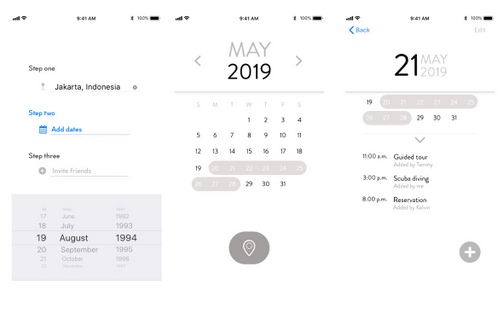 9:41 AM 100%
Step one
Jakarta, Indonesia
Step two
Add dates
Step three
Invite friends
17 June 1992
18 July 1993
19 August 1994
20 September 1995
21 October 1996
9:41 AM 100%
MAY
2019
S M T W T F S
1 2 3 4
5 6 7 8 9 10 11
12 13 14 15 16 17 18
19 20 21 22 23 24 25
26 27 28 29 30 31
9:41 AM 100%
Back Edit
21 MAY
2019
19 20 21 22 23 24 25
26 27 28 29 30 31
11:00 a.m. Guided tour
Added by Tammy
3:00 p.m. Scuba diving
Added by me
8:00 p.m. Reservation
Added by Kelvin